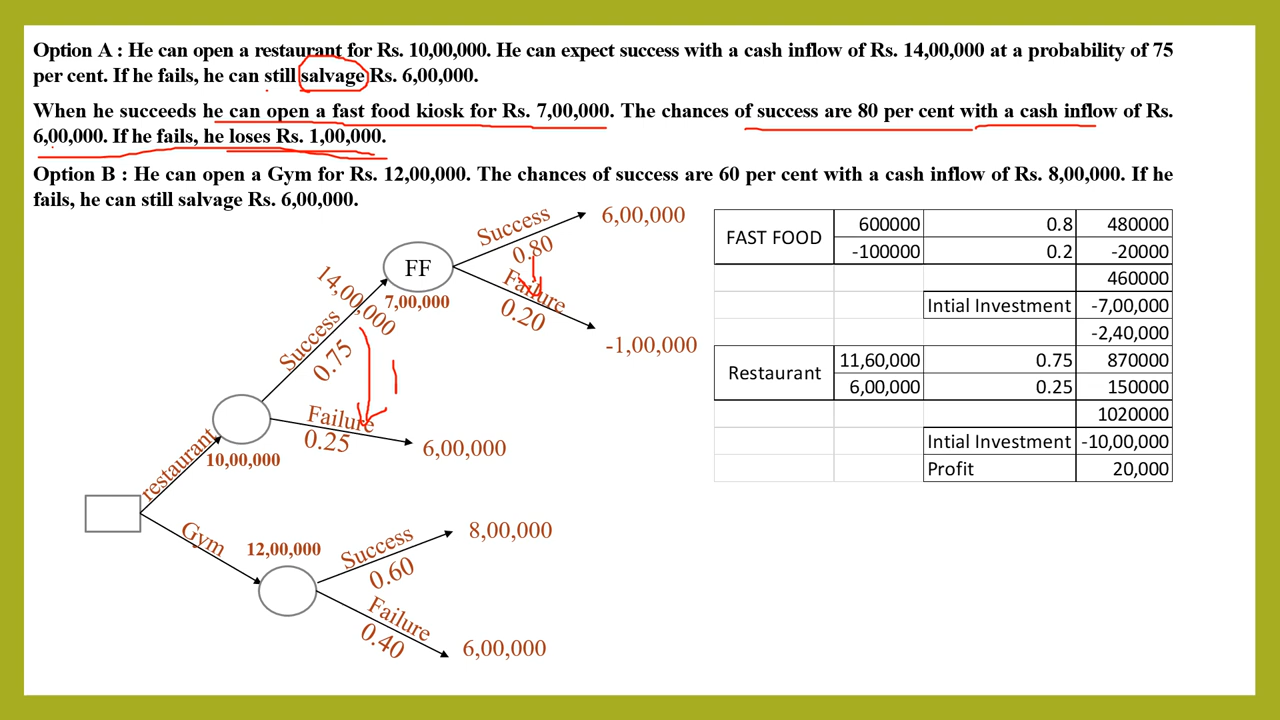 Option A : He can open a restaurant for Rs. 10,00,000. He can expect success with a cash inflow of Rs. 14,00,000 at a probability of 75
per cent. If he fails, he can still salvage Rs. 6,00,000.
When he succeeds he can open a fast food kiosk for Rs. 7,00,000. The chances of success are 80 per cent with a cash inflow of Rs.
6,00,000. If he fails, he loses Rs. 1,00,000.
Option B : He can open a Gym for Rs. 12,00,000. The chances of success are 60 per cent with a cash inflow of Rs. 8,00,000. If he
fails, he can still salvage Rs. 6,00,000.
Success
0.80
6,00,000
FF
7,00,000
Failure
0.20
-1,00,000
14,00,000
Success
0.75
Failure
0.25
6,00,000
restaurant
10,00,000
Gym
12,00,000
Success
0.60
8,00,000
Failure
0.40
6,00,000
FAST FOOD 600000 0.8 480000
-100000 0.2 -20000
460000
Intial Investment -7,00,000
-2,40,000
Restaurant 11,60,000 0.75 870000
6,00,000 0.25 150000
1020000
Intial Investment -10,00,000
Profit 20,000